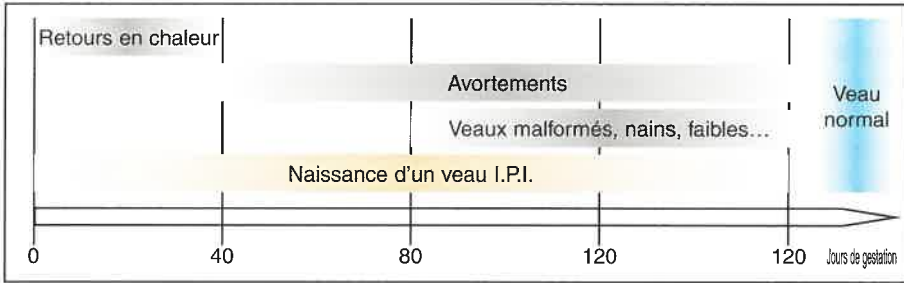 Retours en chaleur
Avortements
Veau
normal
Veaux malformés, nains, faibles...
Naissance d'un veau I.P.I.
0
40
80
120
120
Jours de gestation